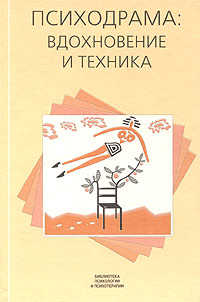 ПСИХОДРАМА:
ВДОХНОВЕНИЕ
И ТЕХНИКА
БИБЛИОТЕКА
ПСИХОЛОГИИ
И ПСИХОТЕРАПИИ